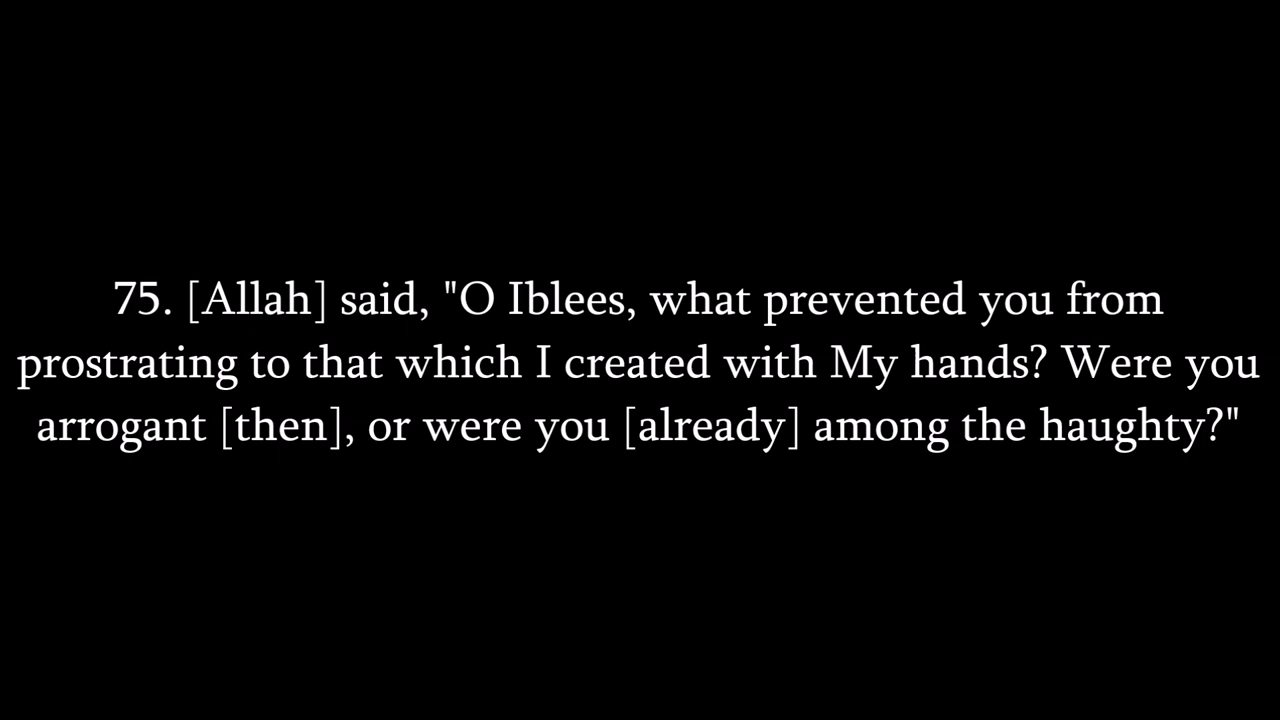 75. [Allah] said, "O Iblees, what prevented you from
prostrating to that which I created with My hands? Were you
arrogant [then], or were you [already] among the haughty?"